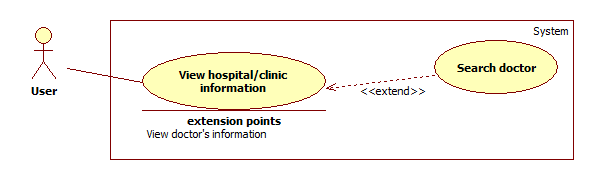 System
View hospital/clinic
information
Search doctor
<<extend>>
User
extension points
View doctor's information